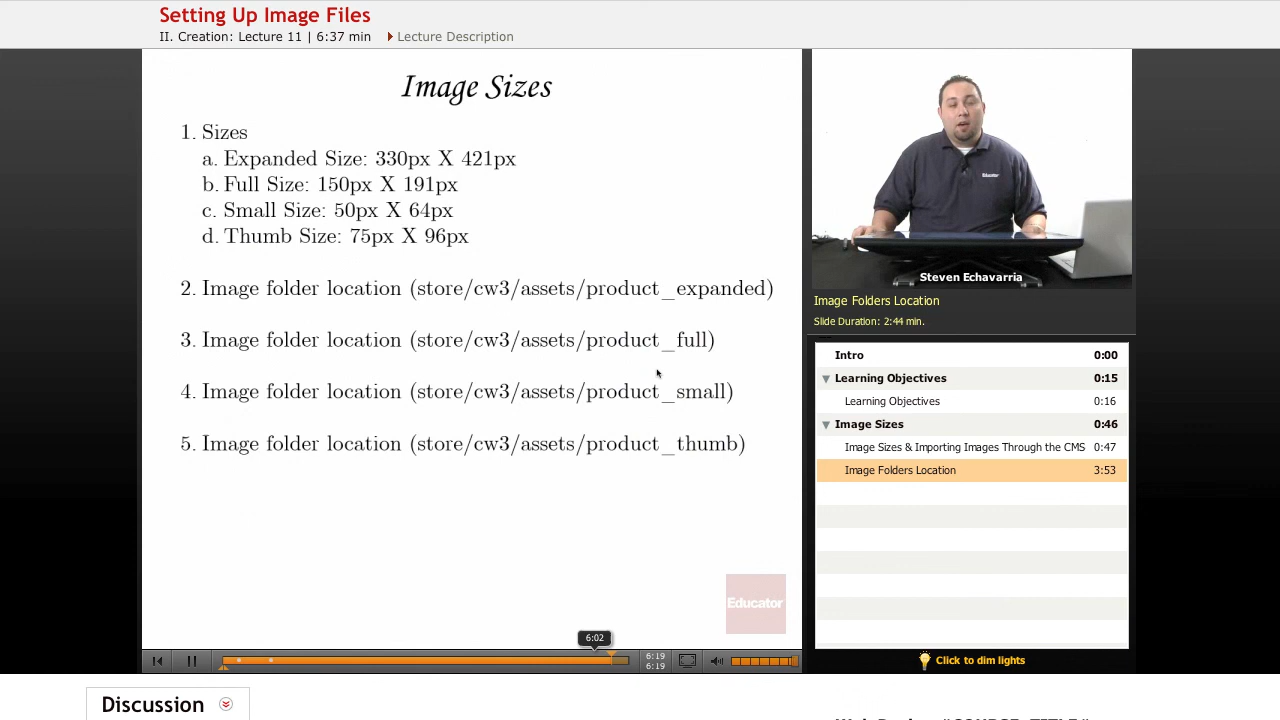 Setting Up Image Files
II. Creation: Lecture 11 | 6:37 min Lecture Description
Image Sizes
1. Sizes
a. Expanded Size: 330px X 421px
b. Full Size: 150px X 191px
c. Small Size: 50px X 64px
d. Thumb Size: 75px X 96px
2. Image folder location (store/cw3/assets/product_expanded)
3. Image folder location (store/cw3/assets/product_full)
4. Image folder location (store/cw3/assets/product_small)
5. Image folder location (store/cw3/assets/product_thumb)
Educator
6:02
6:19
6:19
Educator
Steven Echavarria
Image Folders Location
Slide Duration: 2:44 min.
Intro 0:00
Learning Objectives 0:15
Learning Objectives 0:16
Image Sizes 0:46
Image Sizes & Importing Images Through the CMS 0:47
Image Folders Location 3:53
Click to dim lights
Discussion